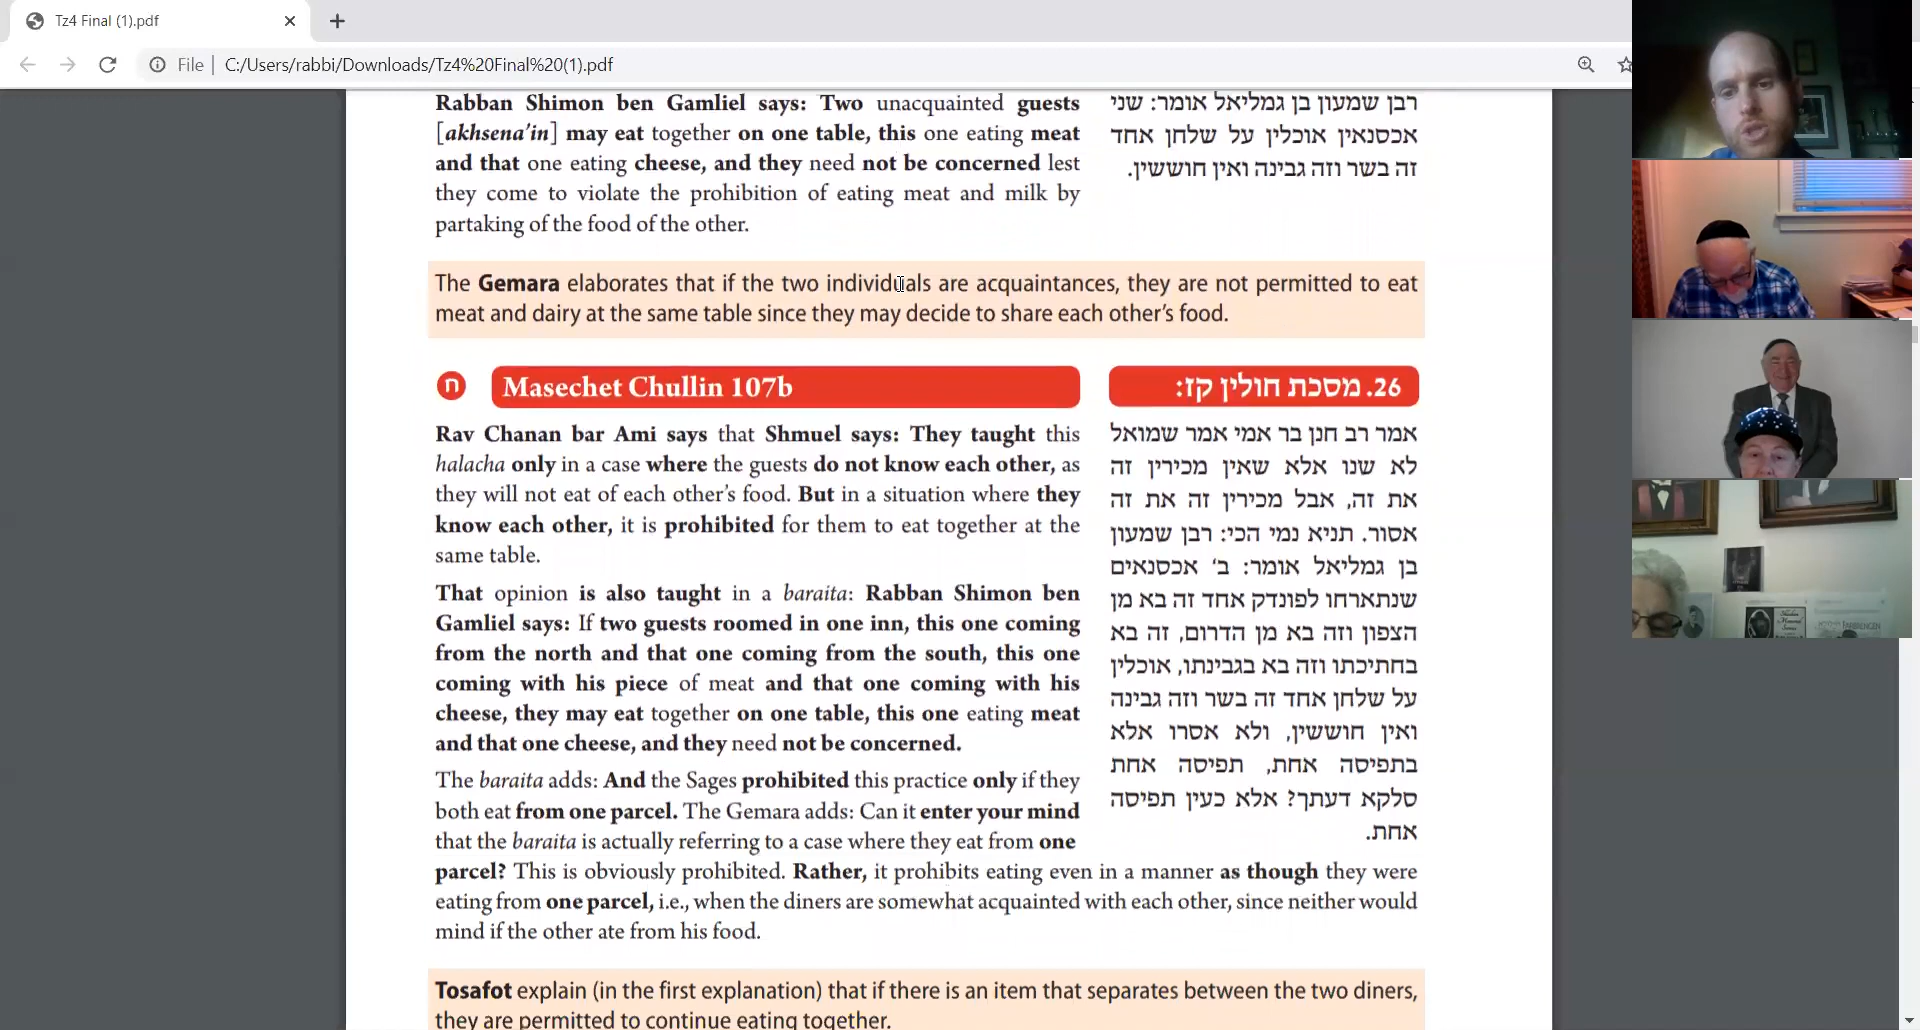 Tz4 Final (1).pdf
File
C:/Users/rabbi/Downloads/Tz4%20Final%20(1).pdf
Rabban Shimon ben Gamliel says: Two unacquainted guests
[akhsena'in] may eat together on one table, this one eating meat
and that one eating cheese, and they need not be concerned lest
they come to violate the prohibition of eating meat and milk by
partaking of the food of the other.
רבן שמעון בן גמליאל אומר: שני
אכסנאין אוכלין על שלחן אחד
זה בשר וזה גבינה ואין חוששין.
The Gemara elaborates that if the two individuals are acquaintances, they are not permitted to eat
meat and dairy at the same table since they may decide to share each other's food.
ח
Masechet Chullin 107b
26. מסכת חולין קז:
Rav Chanan bar Ami says that Shmuel says: They taught this
halacha only in a case where the guests do not know each other, as
they will not eat of each other's food. But in a situation where they
know each other, it is prohibited for them to eat together at the
same table.
That opinion is also taught in a baraita: Rabban Shimon ben
Gamliel says: If two guests roomed in one inn, this one coming
from the north and that one coming from the south, this one
coming with his piece of meat and that one coming with his
cheese, they may eat together on one table, this one eating meat
and that one cheese, and they need not be concerned.
The baraita adds: And the Sages prohibited this practice only if they
both eat from one parcel. The Gemara adds: Can it enter your mind
that the baraita is actually referring to a case where they eat from one
parcel? This is obviously prohibited. Rather, it prohibits eating even in a manner as though they were
eating from one parcel, i.e., when the diners are somewhat acquainted with each other, since neither would
mind if the other ate from his food.
אמר רב חנן בר אמי אמר שמואל
לא שנו אלא שאין מכירין זה
את זה, אבל מכירין זה את זה
אסור. תניא נמי הכי: רבן שמעון
בן גמליאל אומר: ב' אכסנאים
שנתארחו לפונדק אחד זה בא מן
הצפון וזה בא מן הדרום, זה בא
בחתיכתו וזה בא בגבינתו, אוכלין
על שלחן אחד זה בשר וזה גבינה
ואין חוששין, ולא אסרו אלא
בתפיסה אחת, תפיסה אחת
סלקא דעתך? אלא כעין תפיסה
אחת.
Tosafot explain (in the first explanation) that if there is an item that separates between the two diners,
they are permitted to continue eating together.
FARBRENGEN